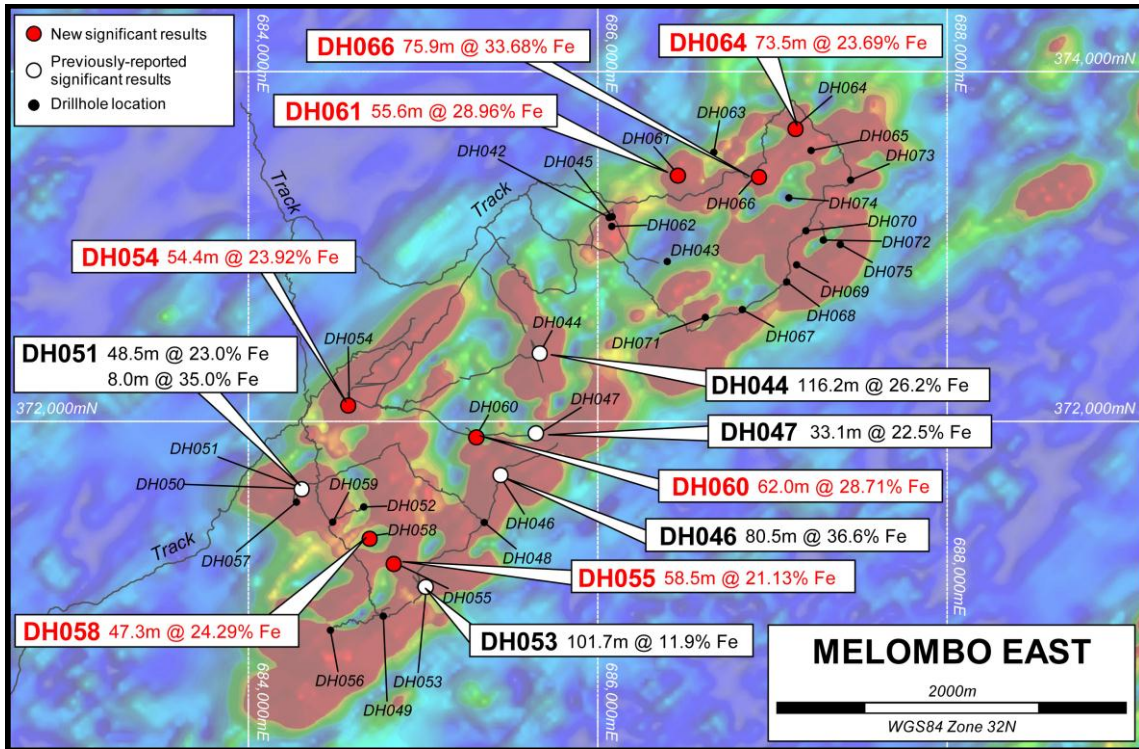 New significant results
Previously-reported
significant results
Drillhole location
684,000mE
686,000mE
688,000mE
374,000mN
DH066 75.9m @ 33.68% Fe
DH064 73.5m @ 23.69% Fe
DH061 55.6m @ 28.96% Fe
DH064
DH063
DH061
DH065
DH042
DH045
DH073
DH066
DH074
DH062
DH070
DH072
DH043
DH075
DH069
DH068
DH067
DH071
Track
Track
DH054 54.4m @ 23.92% Fe
DH054
DH044
DH051 48.5m @ 23.0% Fe
8.0m @ 35.0% Fe
DH044 116.2m @ 26.2% Fe
372,000mN
372,000mN
DH047
DH060
DH047 33.1m @ 22.5% Fe
DH051
DH050
DH059
DH052
DH060 62.0m @ 28.71% Fe
DH046
DH058
DH046 80.5m @ 36.6% Fe
Track
DH057
DH048
DH055 58.5m @ 21.13% Fe
DH055
DH058 47.3m @ 24.29% Fe
DH053 101.7m @ 11.9% Fe
DH056
DH053
DH049
684,000mE
686,000mE
688,000mE
MELOMBO EAST
2000m
WGS84 Zone 32N